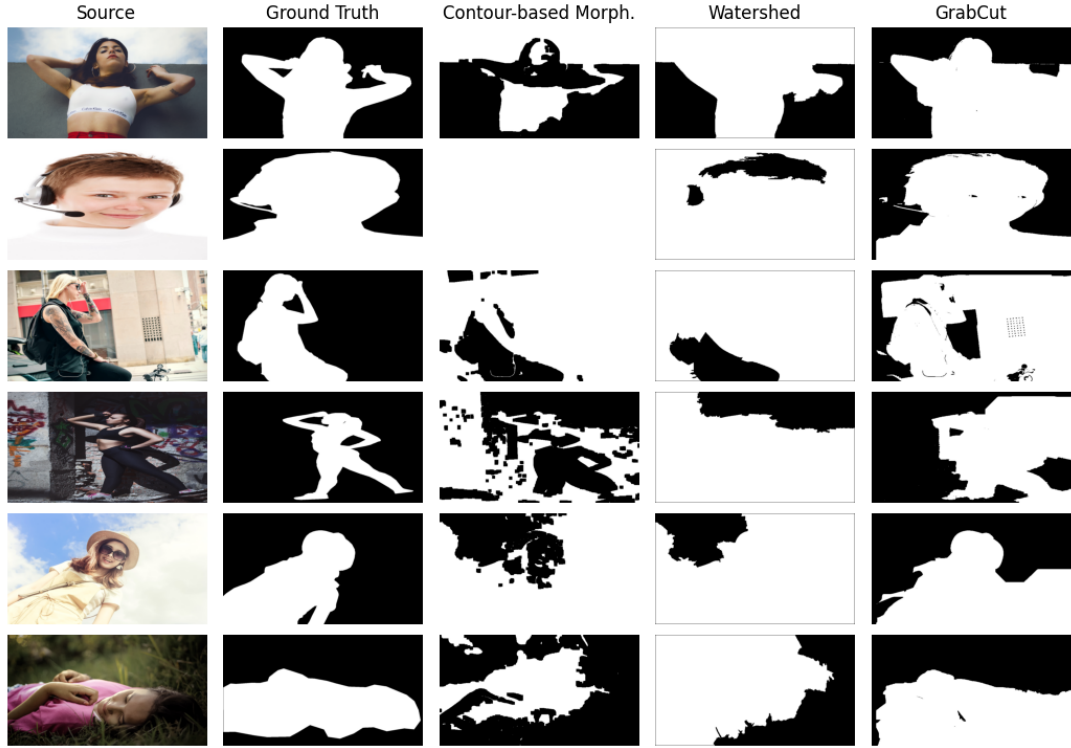 Source
Ground Truth
Contour-based Morph.
Watershed
GrabCut